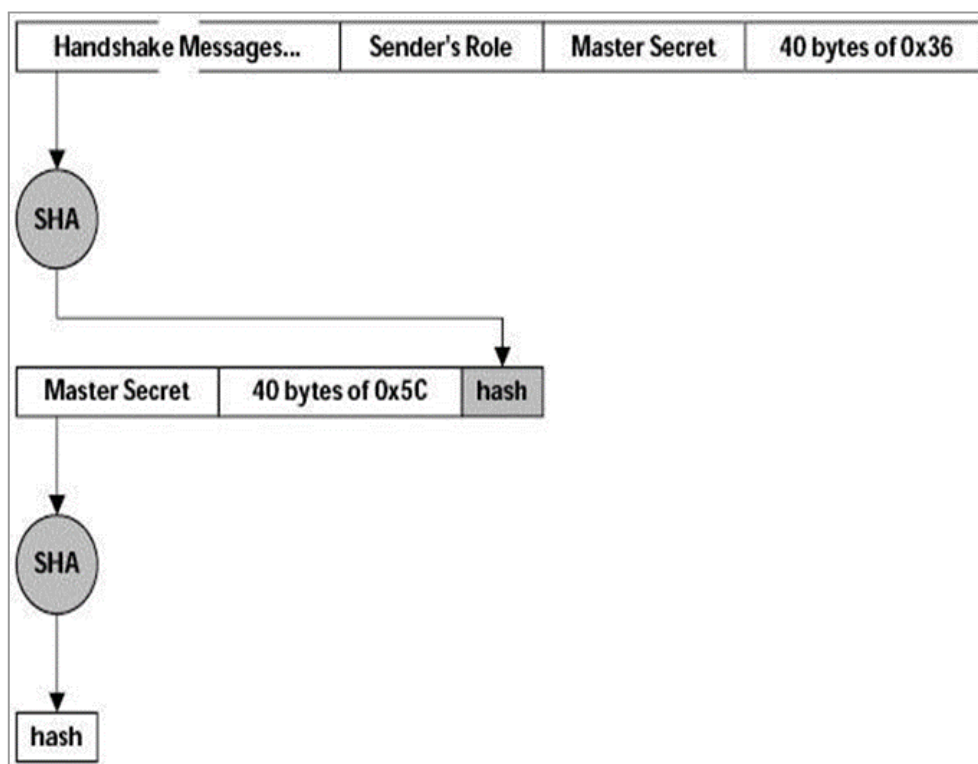 Handshake Messages... Sender's Role Master Secret 40 bytes of 0x36
SHA
Master Secret 40 bytes of 0x5C hash
SHA
hash